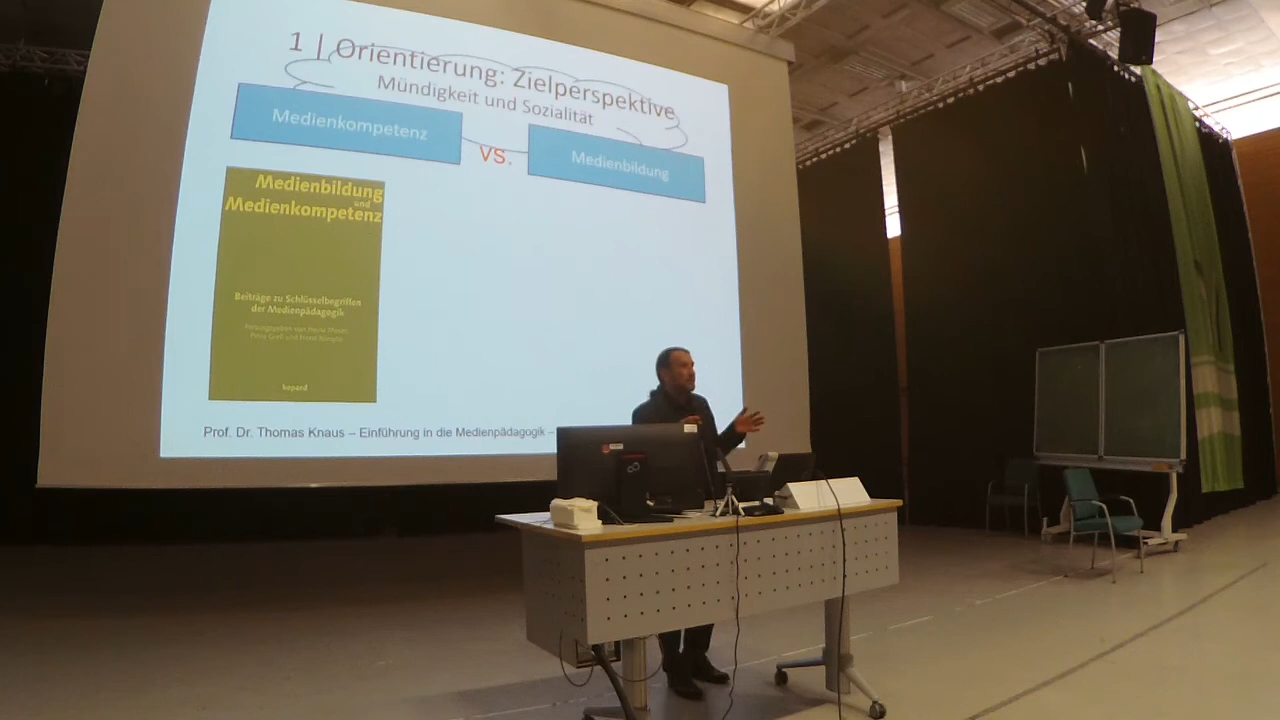 1 | Orientierung: Zielperspektive
Mündigkeit und Sozialität
Medienkompetenz
vs.
Medienbildung
Medienbildung
und
Medienkompetenz
Beiträge zu Schlüsselbegriffen
der Medienpädagogik
kopaed
Prof. Dr. Thomas Knaus – Einführung in die Medienpädagogik –